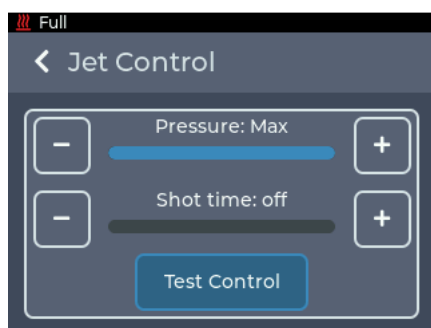 Full
Jet Control
Pressure: Max
- +
Shot time: off
- +
Test Control